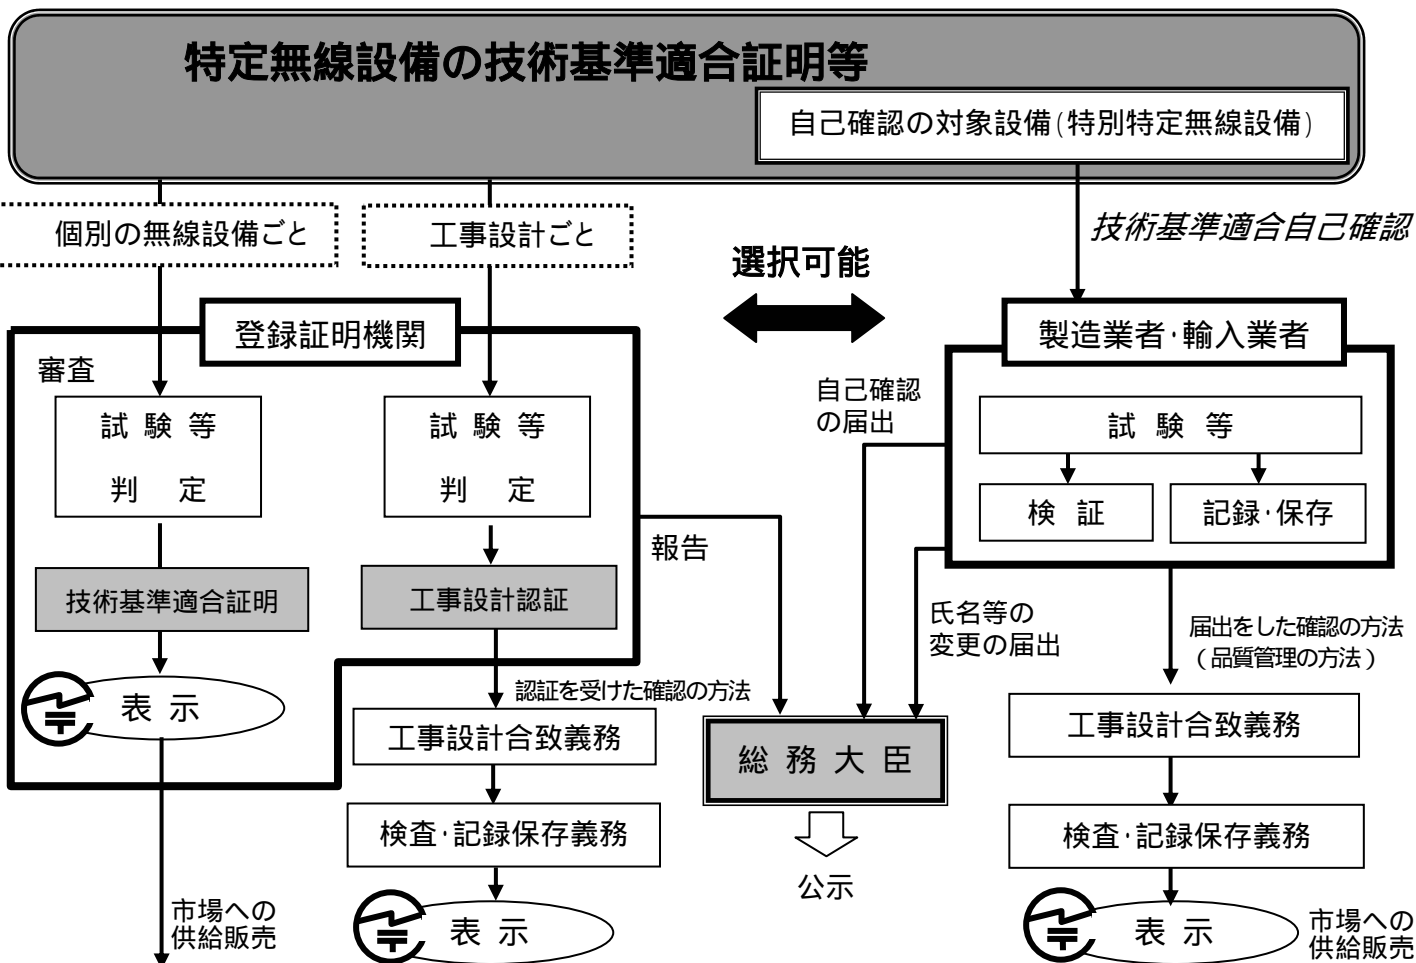 特定無線設備の技術基準適合証明等
自己確認の対象設備(特別特定無線設備)
個別の無線設備ごと
工事設計ごと
技術基準適合自己確認
選択可能
登録証明機関
製造業者・輸入業者
審査
試験等
判定
試験等
判定
自己確認
の届出
試験等
検証
記録・保存
報告
技術基準適合証明
工事設計認証
氏名等の
変更の届出
届出をした確認の方法
(品質管理の方法)
認証を受けた確認の方法
表示
工事設計合致義務
総務大臣
工事設計合致義務
検査・記録保存義務
検査・記録保存義務
公示
市場への
供給販売
表示
表示
市場への
供給販売